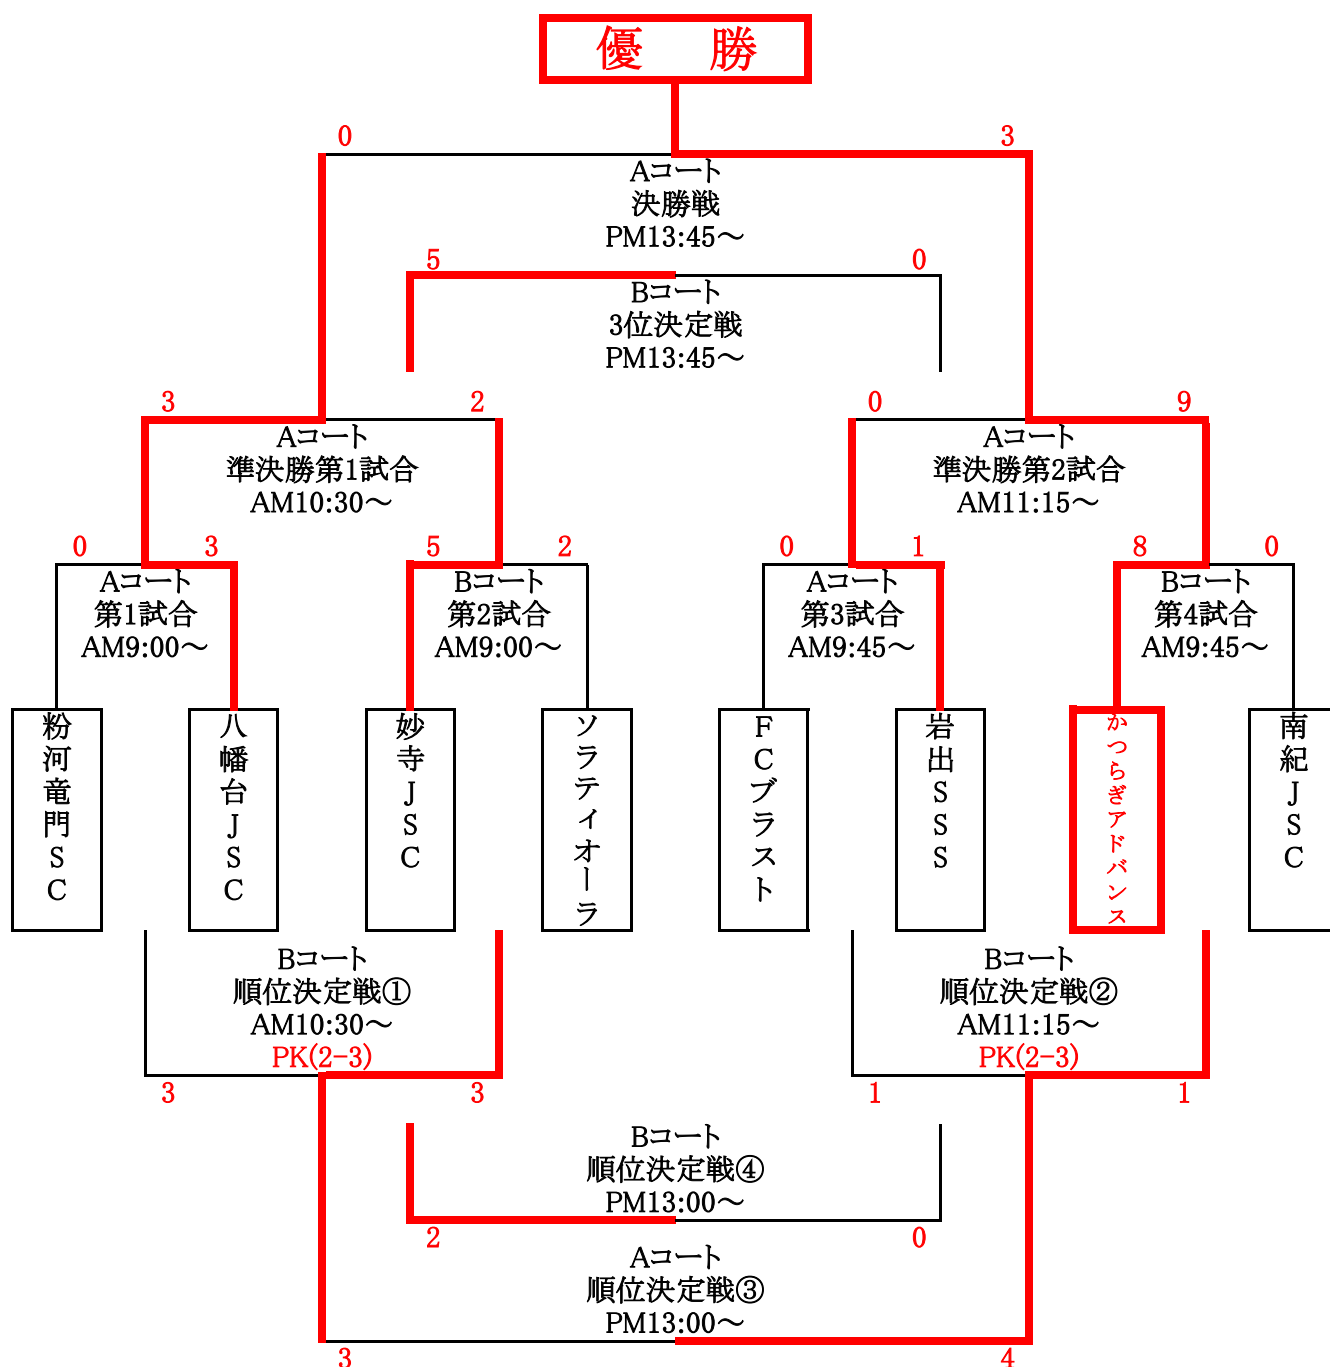 優 勝
0 3
Aコート
決勝戦
PM13:45～
5 0
Bコート
3位決定戦
PM13:45～
3 2 0 9
Aコート
準決勝第1試合
AM10:30～
Aコート
準決勝第2試合
AM11:15～
0 3 5 2 0 1 8 0
Aコート
第1試合
AM9:00～
Bコート
第2試合
AM9:00～
Aコート
第3試合
AM9:45～
Bコート
第4試合
AM9:45～
粉河竜門SC
八幡台JSC
妙寺JSC
ソラティオーラ
FCブラスト
岩出SSS
かつらぎアドバンス
南紀JSC
Bコート
順位決定戦①
AM10:30～
PK(2-3)
3 3
Bコート
順位決定戦②
AM11:15～
PK(2-3)
1 1
Bコート
順位決定戦④
PM13:00～
2 0
Aコート
順位決定戦③
PM13:00～
3 4